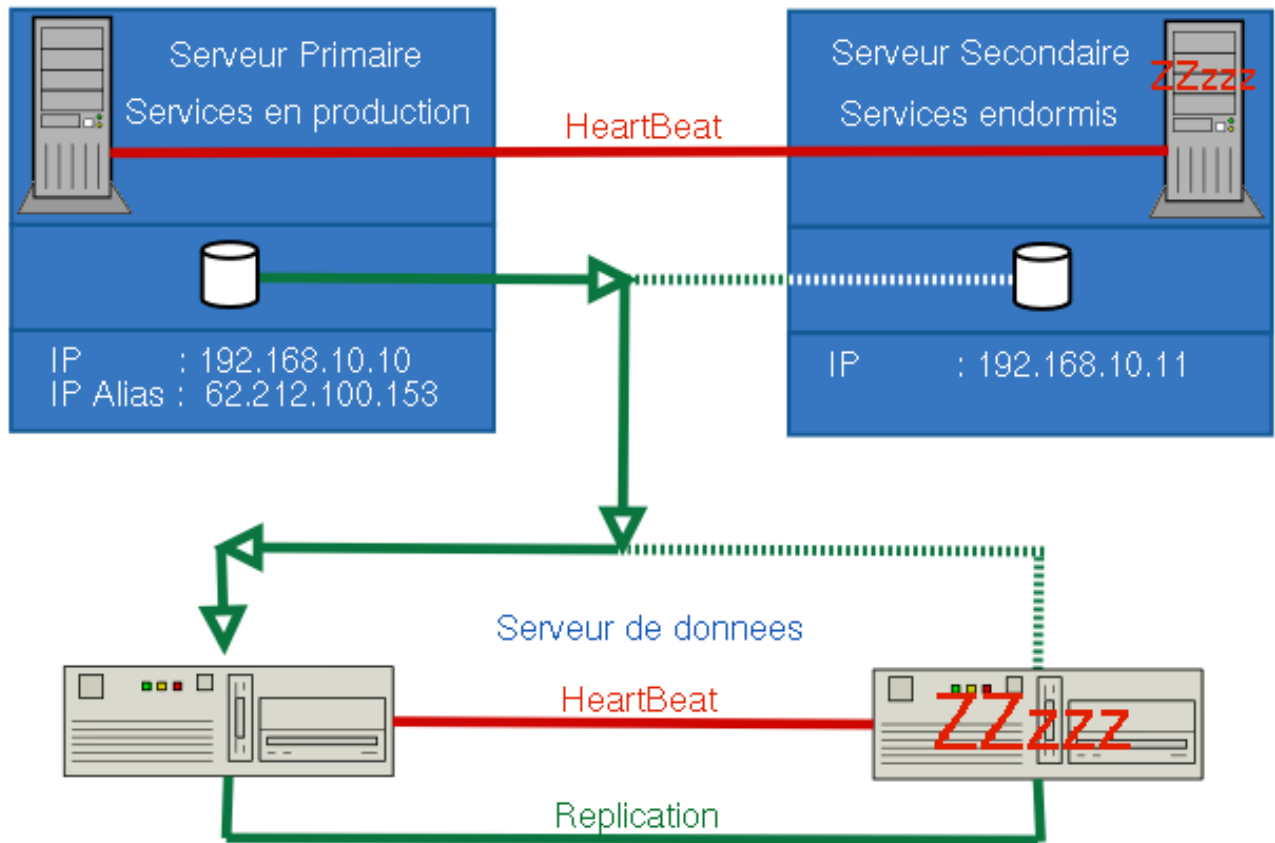 Serveur Primaire
Services en production
HeartBeat
Serveur Secondaire
ZZzzz
Services endormis
IP : 192.168.10.10
IP Alias : 62.212.100.153
IP : 192.168.10.11
Serveur de donnees
HeartBeat
ZZzzz
Replication